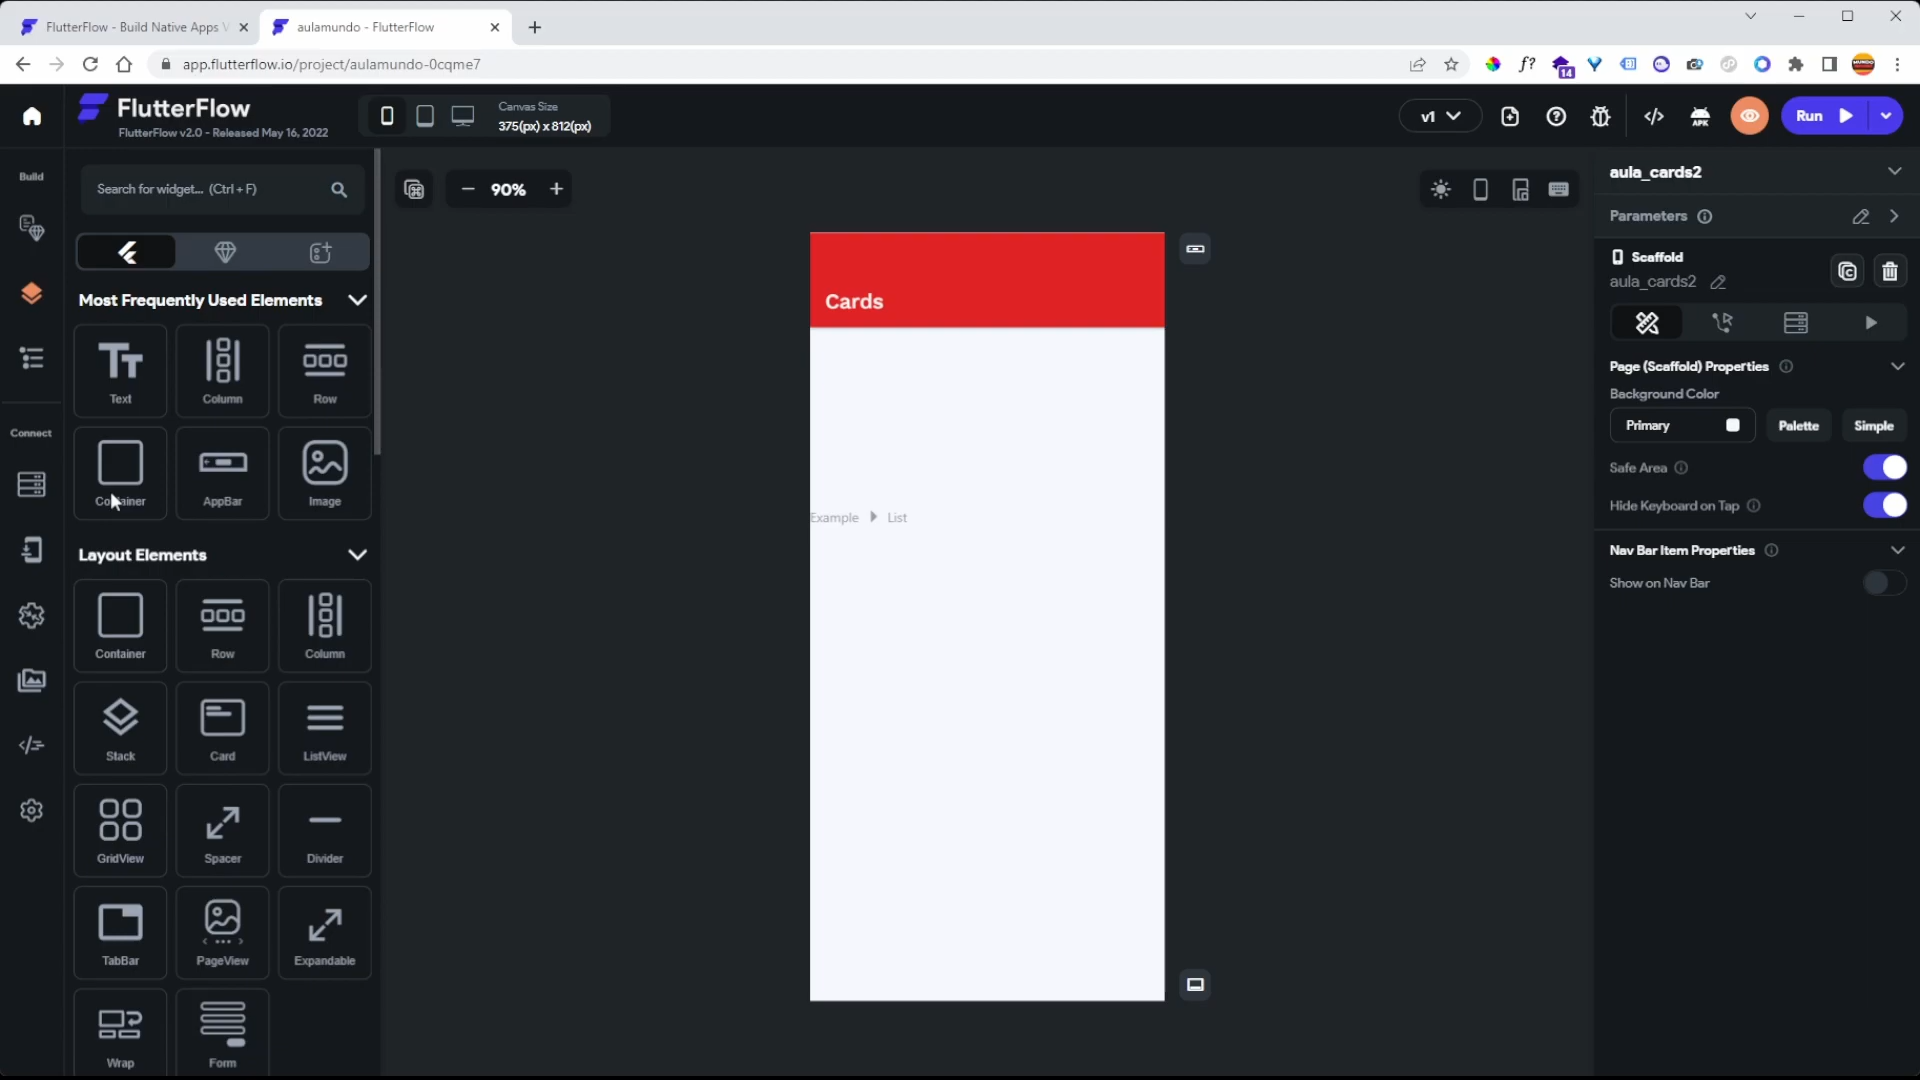 FlutterFlow - Build Native Apps V
aulamundo - FlutterFlow
app.flutterflow.io/project/aulamundo-0cqme7
f?
14
MUNDO
FlutterFlow
FlutterFlow v2.0 - Released May 16, 2022
Canvas Size
375(px) x 812(px)
v1
APK
Run
Build
Search for widget... (Ctrl + F)
90%
aula_cards2
Parameters
Most Frequently Used Elements
Scaffold
aula_cards2
Cards
Text
Column
Row
Page (Scaffold) Properties
Background Color
Primary
Palette
Simple
Connect
Safe Area
Container
AppBar
Image
Hide Keyboard on Tap
Example
List
Layout Elements
Nav Bar Item Properties
Show on Nav Bar
Container
Row
Column
Stack
Card
ListView
GridView
Spacer
Divider
TabBar
PageView
Expandable
Wrap
Form